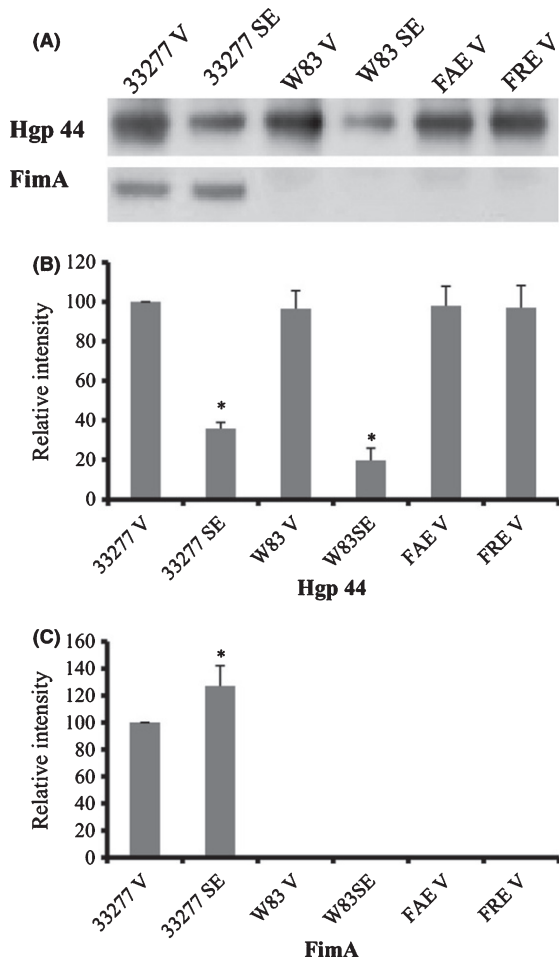 (A)
33277 V 33277 SE W83 V W83 SE FAE V FRE V
Hgp 44
FimA
(B)
120
100
80
60
40
20
0
Relative intensity
* *
33277 V 33277 SE W83 V W83SE FAE V FRE V
Hgp 44
(C)
160
140
120
100
80
60
40
20
0
Relative intensity
*
33277 V 33277 SE W83 V W83SE FAE V FRE V
FimA